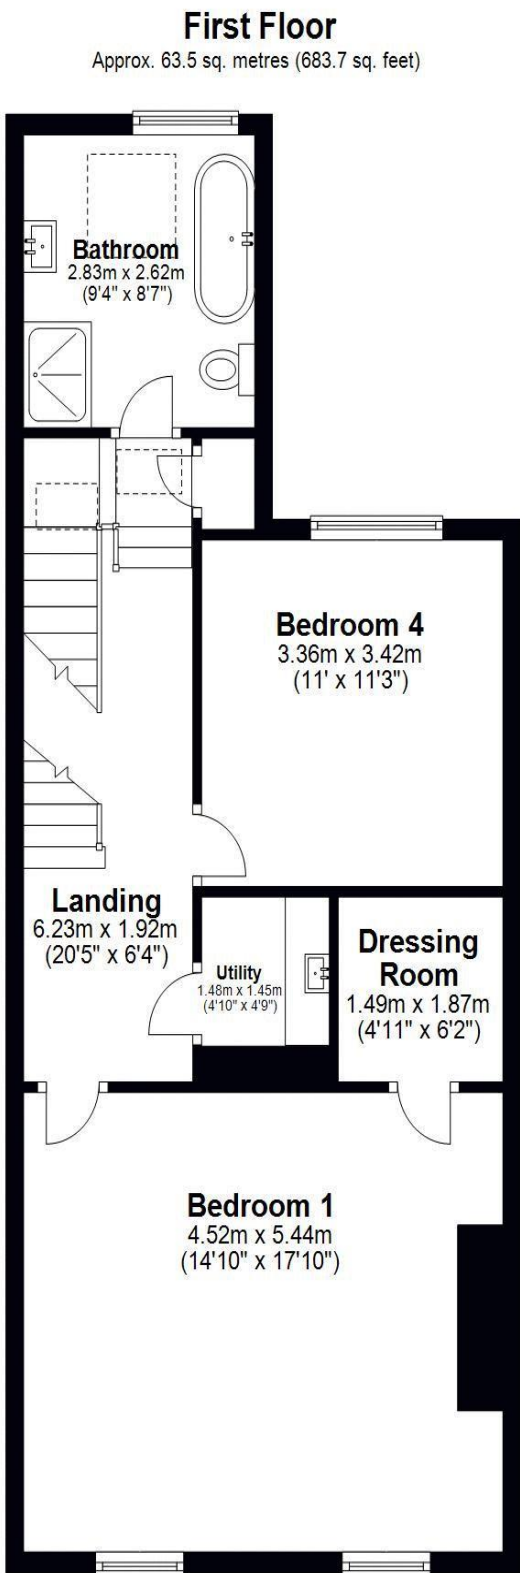 First Floor
Approx. 63.5 sq. metres (683.7 sq. feet)
Bathroom
2.83m x 2.62m
(9'4" x 8'7")
Bedroom 4
3.36m x 3.42m
(11' x 11'3")
Landing
6.23m x 1.92m
(20'5" x 6'4")
Utility
1.48m x 1.45m
(4'10" x 4'9")
Dressing
Room
1.49m x 1.87m
(4'11" x 6'2")
Bedroom 1
4.52m x 5.44m
(14'10" x 17'10")